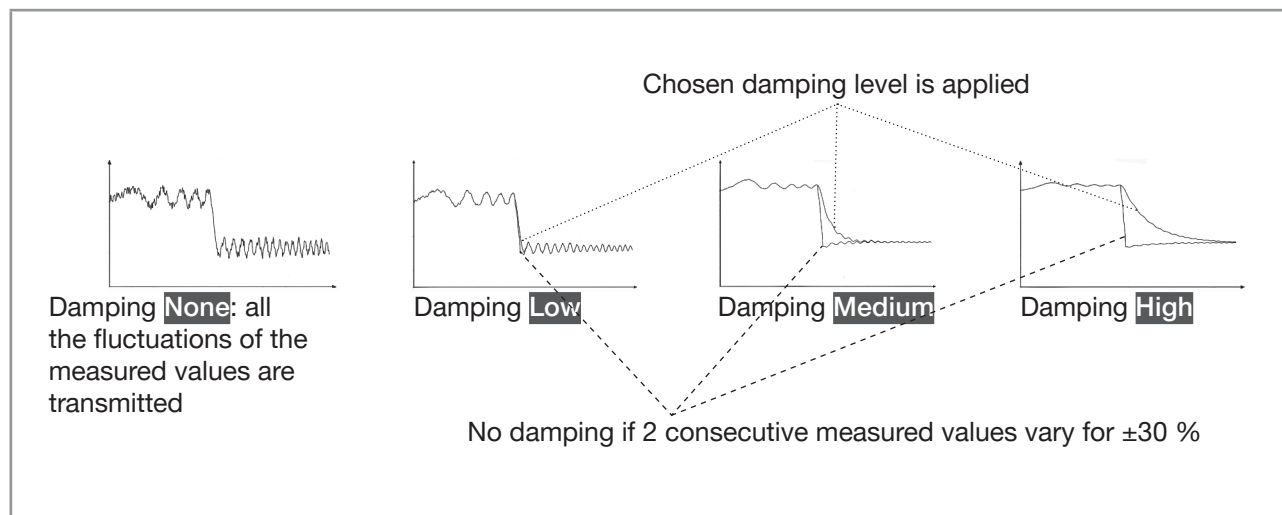 Chosen damping level is applied
Damping None: all
the fluctuations of the
measured values are
transmitted
Damping Low
Damping Medium
Damping High
No damping if 2 consecutive measured values vary for ±30 %